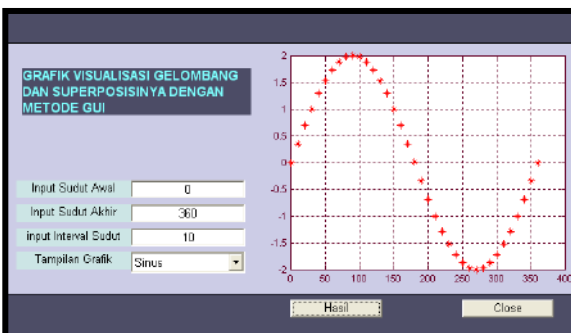 GRAFIK VISUALISASI GELOMBANG
DAN SUPERPOSISINYA DENGAN
METODE GUI
Input Sudut Awal
0
Input Sudut Akhir
360
input Interval Sudut
10
Tampilan Grafik
Sinus
2
1.5
1
0.5
0
-0.5
-1
-1.5
-2
0 50 100 150 200 250 300 350 400
Hasil
Close